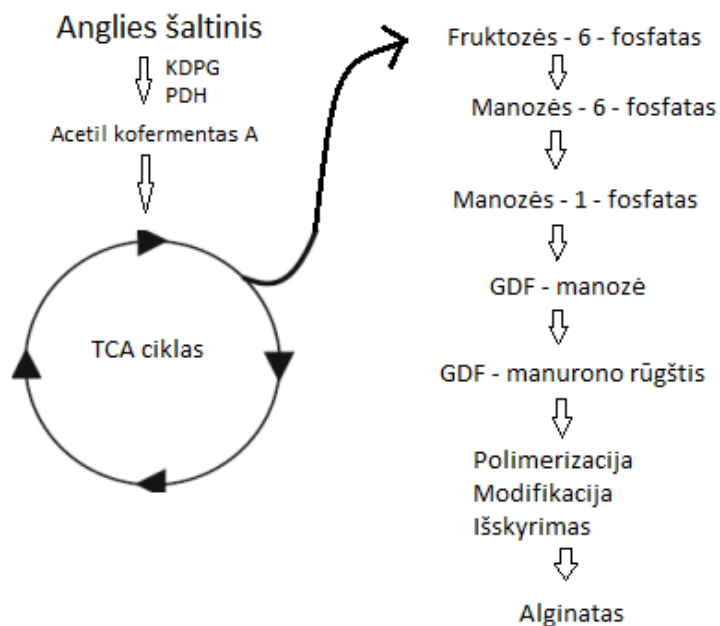 Anglies šaltinis
KDPG
PDH
Acetil kofermentas A
TCA ciklas
Fruktozės - 6 - fosfatas
Manozės - 6 - fosfatas
Manozės - 1 - fosfatas
GDF - manozė
GDF - manurono rūgštis
Polimerizacija
Modifikacija
Išskyrimas
Alginatas